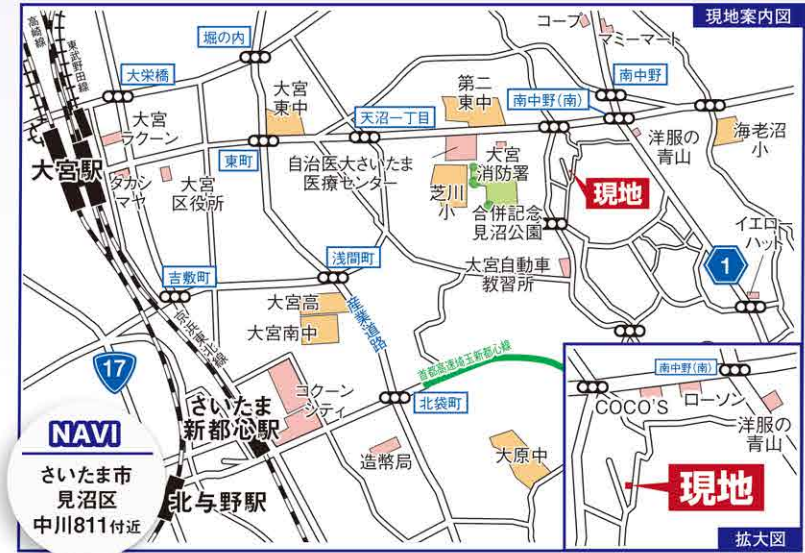 現地案内図
高崎線
東武野田線
堀の内
コープ
マミーマート
大栄橋
南中野
大宮
東中
第二
東中
南中野(南)
天沼一丁目
大宮
ラクーン
洋服の
青山
海老沼
小
大宮駅
東町
自治医大さいたま
医療センター
大宮
消防署
タカシ
マヤ
大宮
区役所
芝川
小
現地
合併記念
見沼公園
イエロー
ハット
浅間町
大宮自動車
教習所
1
吉敷町
大宮高
産業道路
京浜東北線
大宮南中
首都高速埼玉新都心線
17
コクーン
シティ
さいたま
新都心駅
北袋町
NAVI
さいたま市
見沼区
中川811付近
造幣局
大原中
北与野駅
南中野(南)
COCO'S
ローソン
洋服の
青山
現地
拡大図